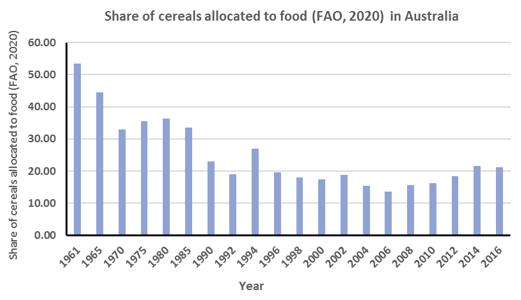 Share of cereals allocated to food (FAO, 2020)  in Australia
Share of cereals allocated to food (FAO, 2020)
60.00
50.00
40.00
30.00
20.00
10.00
0.00
1961 1965 1970 1975 1980 1985 1990 1992 1994 1996 1998 2000 2002 2004 2006 2008 2010 2012 2014 2016
Year